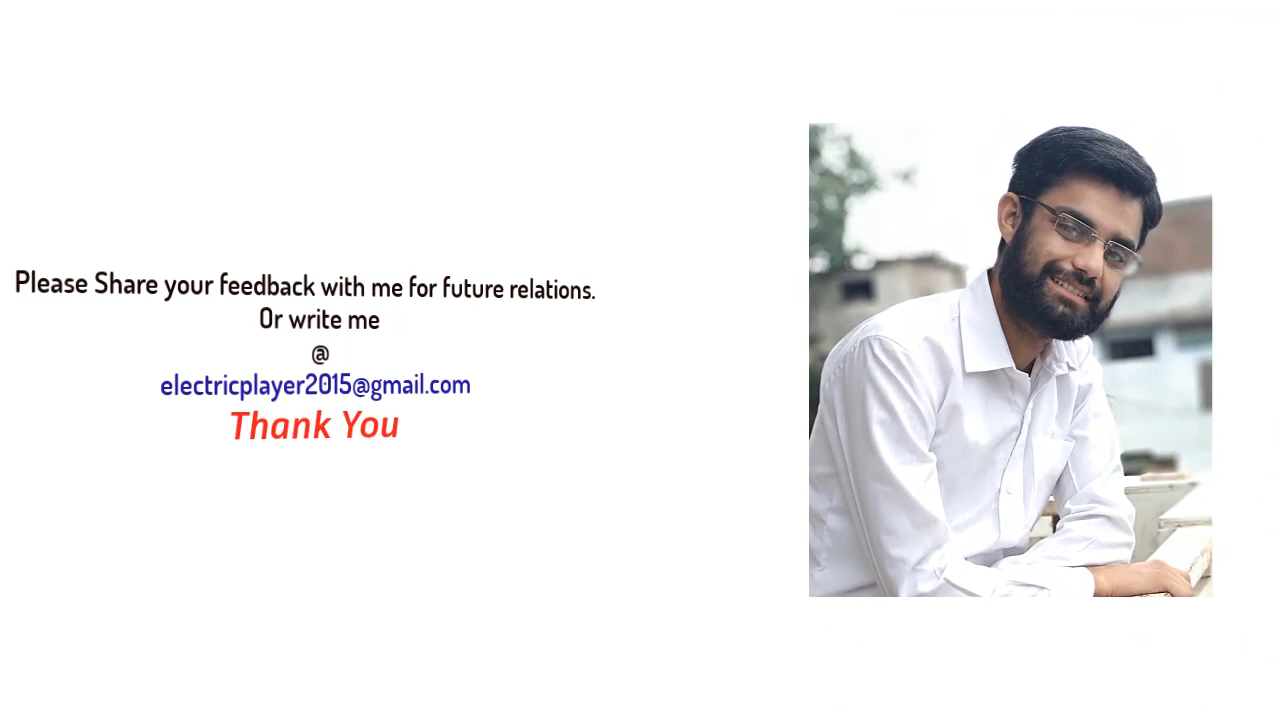 Please Share your feedback with me for future relations.
Or write me
@
electricplayer2015@gmail.com
Thank You